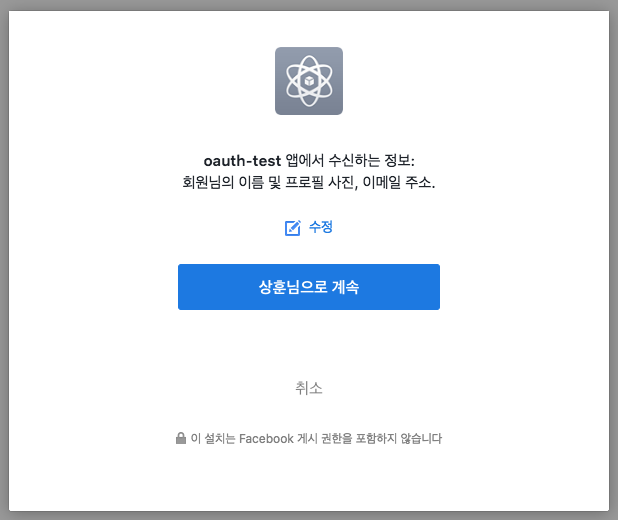 oauth-test 앱에서 수신하는 정보:
회원님의 이름 및 프로필 사진, 이메일 주소.
수정
상훈님으로 계속
취소
이 설치는 Facebook 게시 권한을 포함하지 않습니다